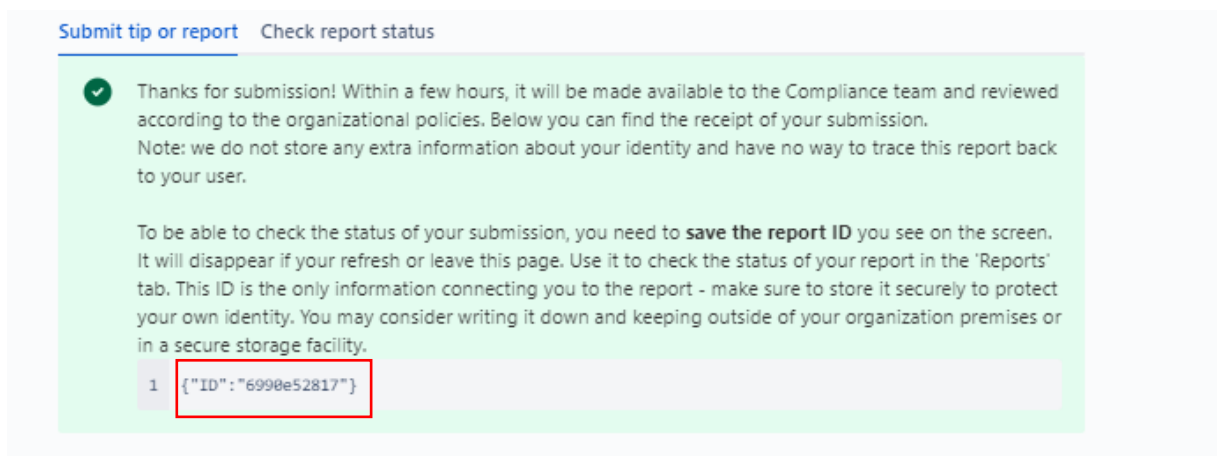 Submit tip or report Check report status
Thanks for submission! Within a few hours, it will be made available to the Compliance team and reviewed
according to the organizational policies. Below you can find the receipt of your submission.
Note: we do not store any extra information about your identity and have no way to trace this report back
to your user.
To be able to check the status of your submission, you need to save the report ID you see on the screen.
It will disappear if your refresh or leave this page. Use it to check the status of your report in the 'Reports'
tab. This ID is the only information connecting you to the report - make sure to store it securely to protect
your own identity. You may consider writing it down and keeping outside of your organization premises or
in a secure storage facility.
1 {"ID":"6990e52817"}